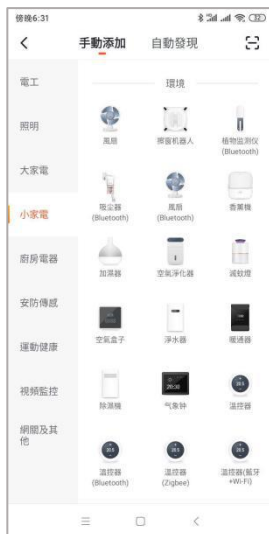 傍晚6:31
手動添加 自動發現
電工
照明
大家電
小家電
廚房電器
安防傳感
運動健康
視頻監控
網關及其
他
環境
風扇 擦窗机器人 植物监测仪
(Bluetooth)
吸尘器
(Bluetooth) 風扇
(Bluetooth) 香薰機
加濕器 空氣淨化器 滅蚊燈
空氣盒子 淨水器 暖通器
除濕機 气象钟 温控器
温控器
(Bluetooth) 温控器
(Zigbee) 温控器(藍牙
+Wi-Fi)